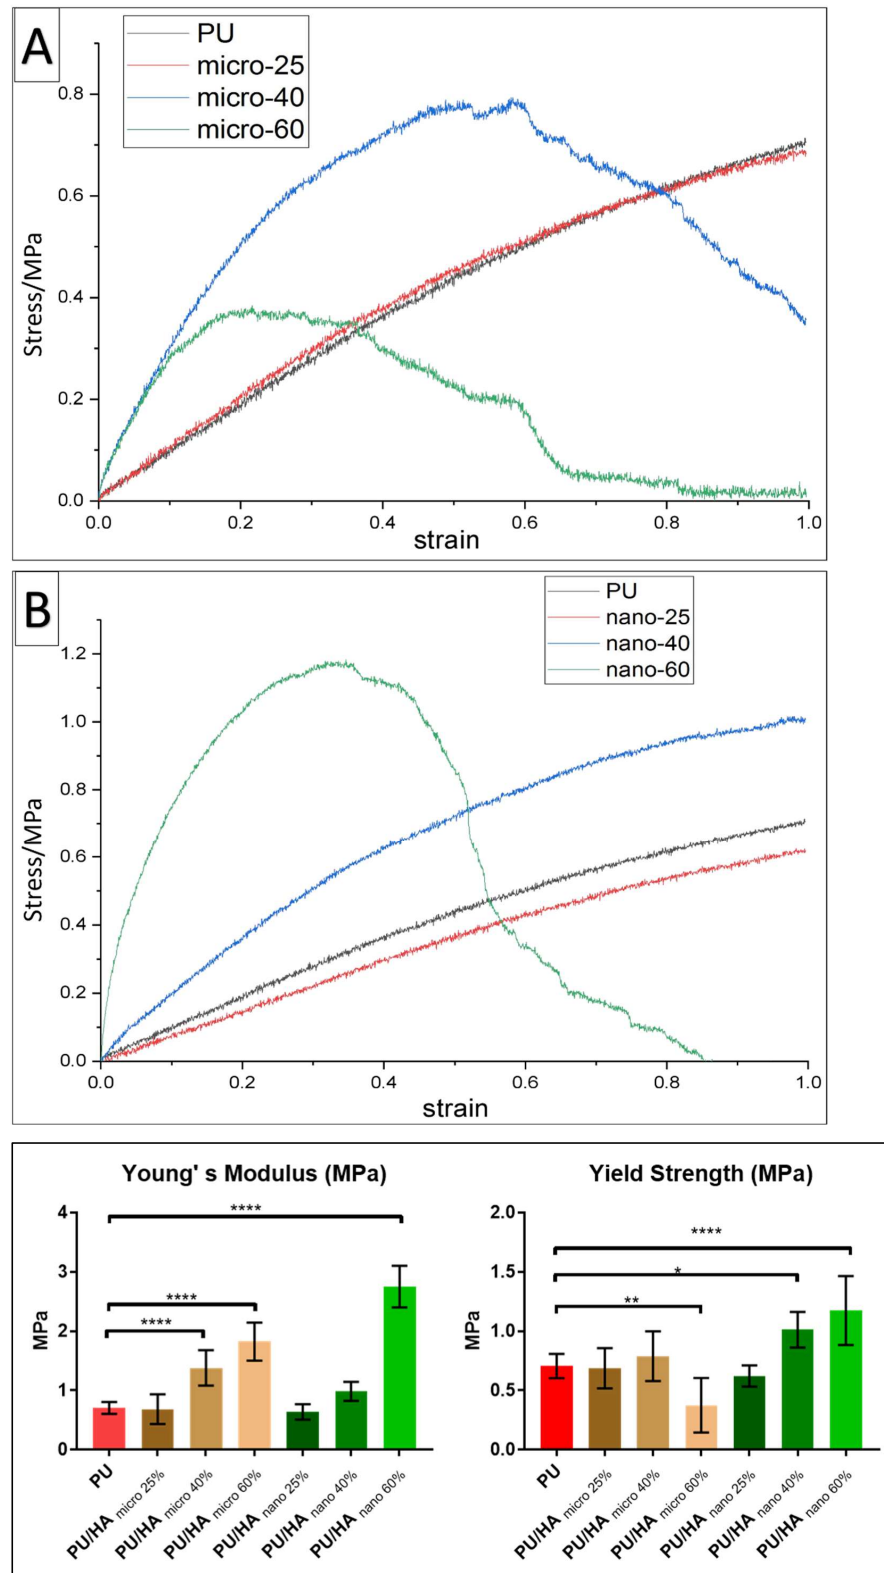 A
PU
micro-25
micro-40
micro-60
0.8
0.6
0.4
0.2
0.0
Stress/MPa
0.0 0.2 0.4 0.6 0.8 1.0
strain
B
PU
nano-25
nano-40
nano-60
1.2
1.0
0.8
0.6
0.4
0.2
0.0
Stress/MPa
0.0 0.2 0.4 0.6 0.8 1.0
strain
Young' s Modulus (MPa)
4
3
2
1
0
MPa
****
****
****
PU
PU/HA micro 25%
PU/HA micro 40%
PU/HA micro 60%
PU/HA nano 25%
PU/HA nano 40%
PU/HA nano 60%
Yield Strength (MPa)
2.0
1.5
1.0
0.5
0.0
MPa
****
*
**
PU
PU/HA micro 25%
PU/HA micro 40%
PU/HA micro 60%
PU/HA nano 25%
PU/HA nano 40%
PU/HA nano 60%